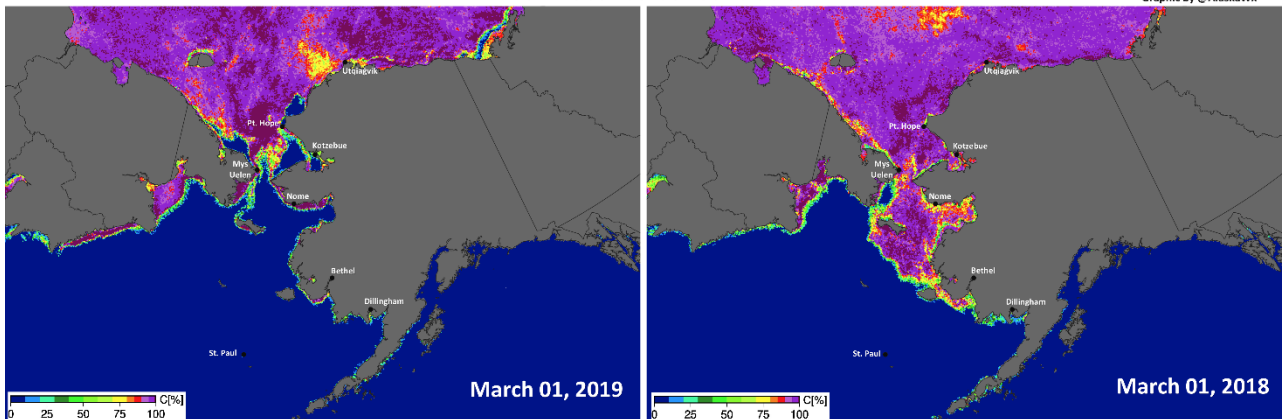 Utqiagvik
Pt. Hope
Kotzebue
Mys
Uelen
Nome
Bethel
Dillingham
St. Paul
C[%]
0 25 50 75 100
March 01, 2019
Utqiagvik
Pt. Hope
Kotzebue
Mys
Uelen
Nome
Bethel
Dillingham
St. Paul
C[%]
0 25 50 75 100
March 01, 2018